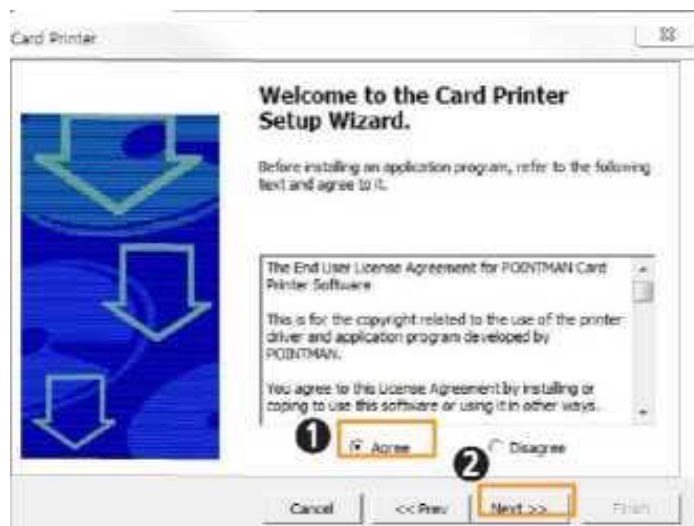 Card Printer
Welcome to the Card Printer
Setup Wizard.
Before installing an application program, refer to the following
text and agree to it.
The End User License Agreement for POINTMAN Card
Printer Software
This is for the copyright related to the use of the printer
driver and application program developed by
POINTMAN.
You agree to this License Agreement by installing or
coping to use this software or using it in other ways.
1 Agree Disagree
2
Cancel << Prev Next >> Finish